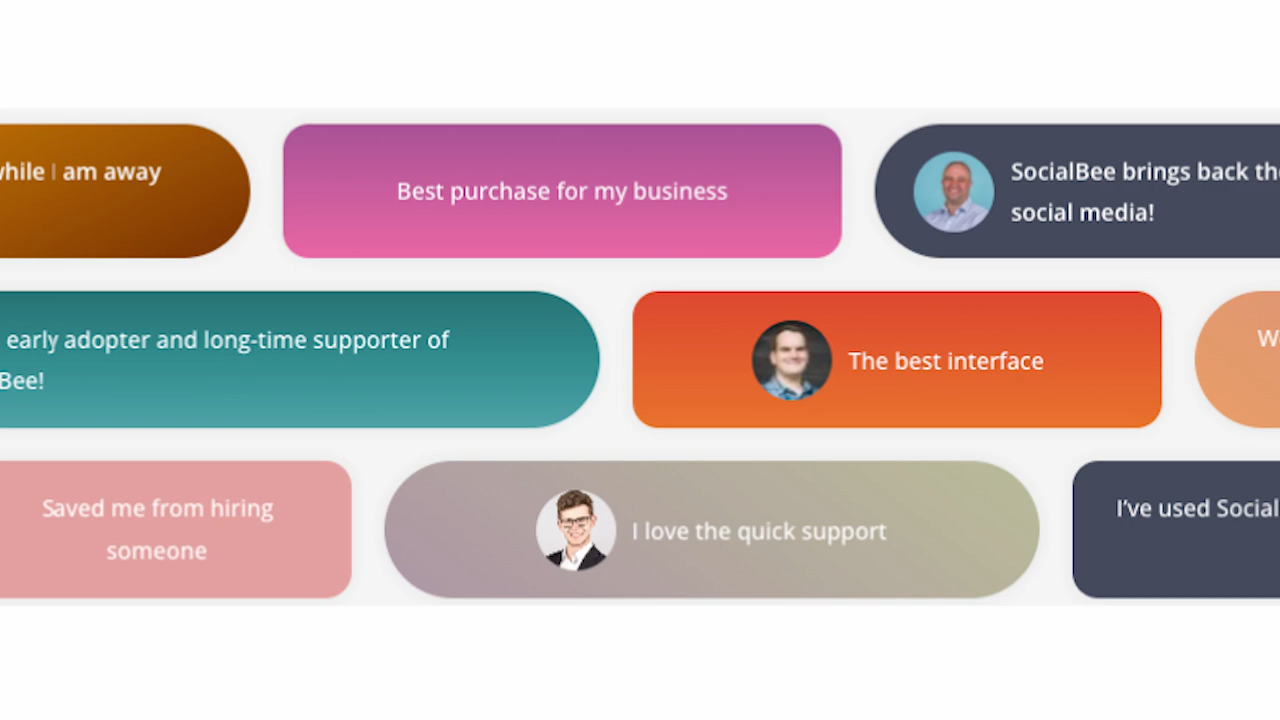 while I am away
Best purchase for my business
SocialBee brings back the
social media!
early adopter and long-time supporter of
Bee!
The best interface
Saved me from hiring
someone
I love the quick support
I've used Social